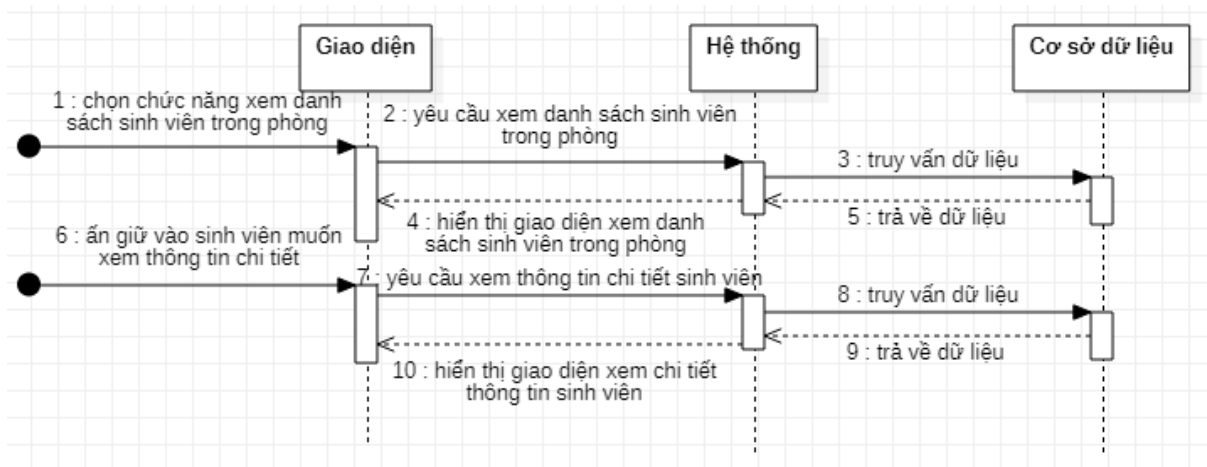 Giao diện
Hệ thống
Cơ sở dữ liệu
1 : chọn chức năng xem danh
sách sinh viên trong phòng
2 : yêu cầu xem danh sách sinh viên
trong phòng
3 : truy vấn dữ liệu
4 : hiển thị giao diện xem danh
sách sinh viên trong phòng
5 : trả về dữ liệu
6 : ấn giữ vào sinh viên muốn
xem thông tin chi tiết
7 : yêu cầu xem thông tin chi tiết sinh viên
8 : truy vấn dữ liệu
9 : trả về dữ liệu
10 : hiển thị giao diện xem chi tiết
thông tin sinh viên